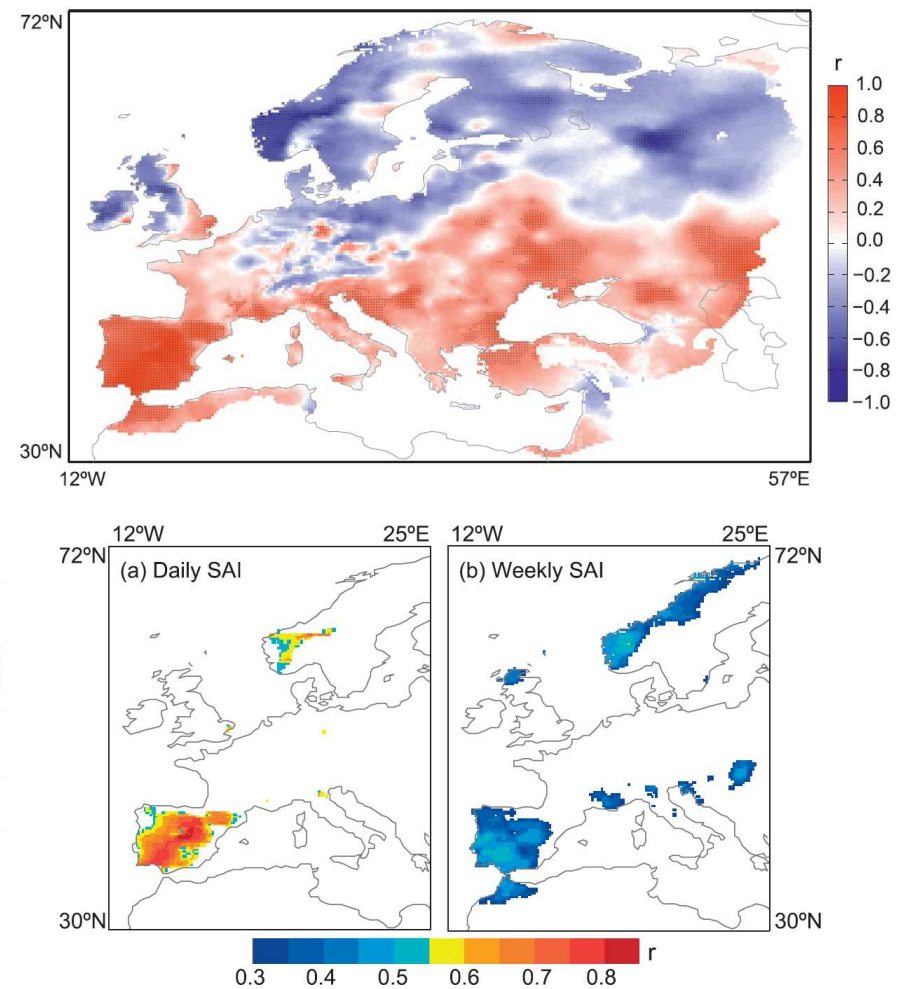 72ºN
r
1.0
0.8
0.6
0.4
0.2
0.0
−0.2
−0.4
−0.6
−0.8
−1.0
30ºN
12ºW 57ºE
12ºW 25ºE 12ºW 25ºE
72ºN 72ºN
(a) Daily SAI (b) Weekly SAI
30ºN 30ºN
r
0.3 0.4 0.5 0.6 0.7 0.8